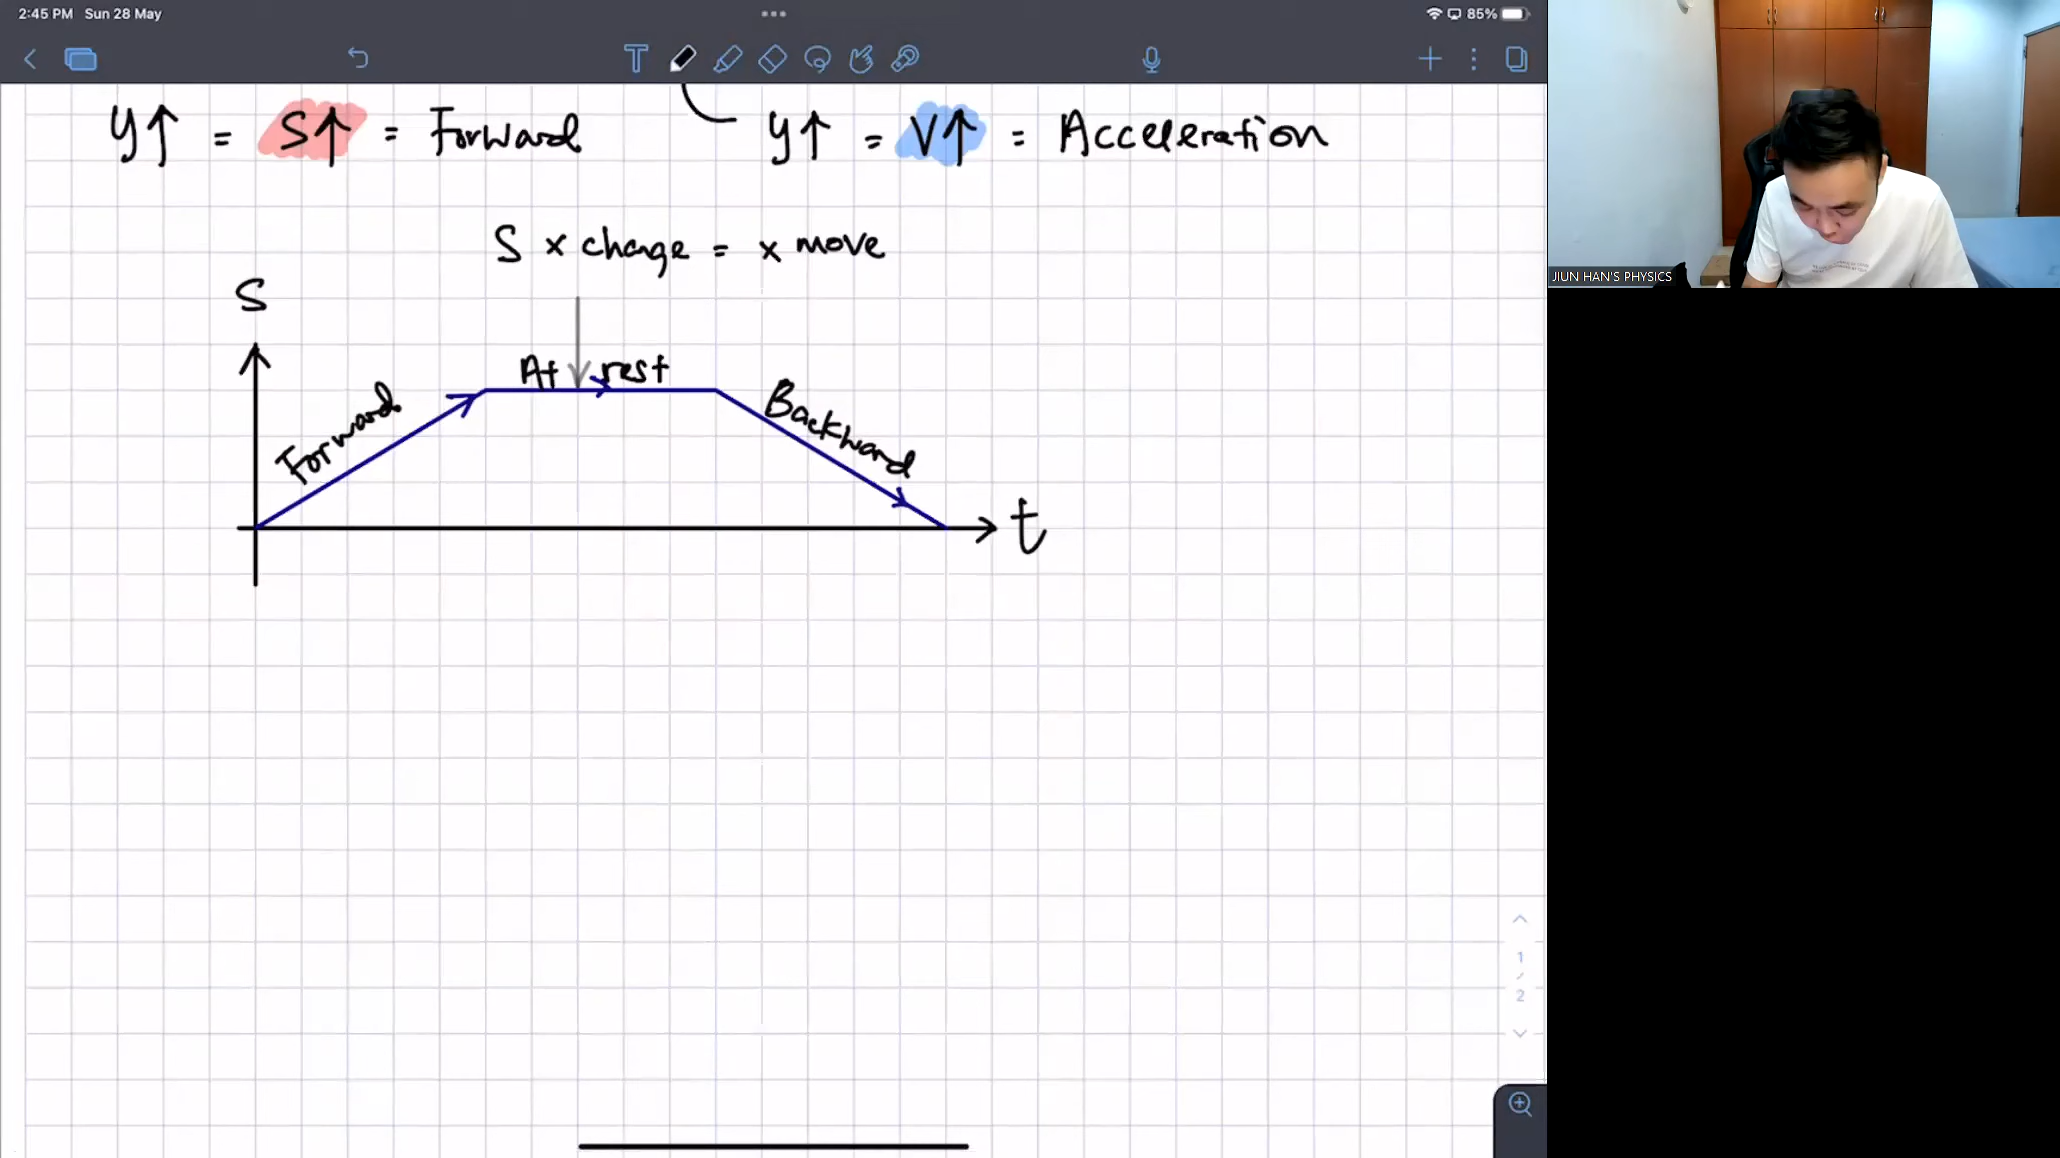 2:45 PM Sun 28 May
85%
y↑ = S↑ = Forward
y↑ = V↑ = Acceleration
S x change = x move
S
At rest
Forward
Backward
t
JIUN HAN'S PHYSICS
1
2